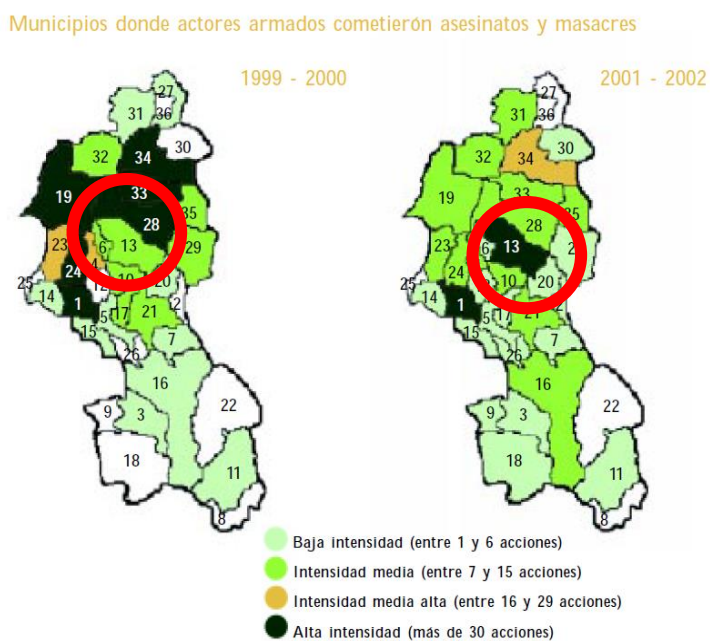 Municipios donde actores armados cometierón asesinatos y masacres
1999 - 2000
27
31 36
30
32 34
19 33
28 35
23 6 13 29
4
24 10
25 14 12 20
1 5 17 21 2
15 26 7
16
22
9 3
18 11
8
2001 - 2002
27
31 36
30
32 34
19 33
28 35
23 6 13 2
24 10 20
25 14
1 5 17 21 2
15 26 7
16
22
9 3
18 11
8
Baja intensidad (entre 1 y 6 acciones)
Intensidad media (entre 7 y 15 acciones)
Intensidad media alta (entre 16 y 29 acciones)
Alta intensidad (más de 30 acciones)